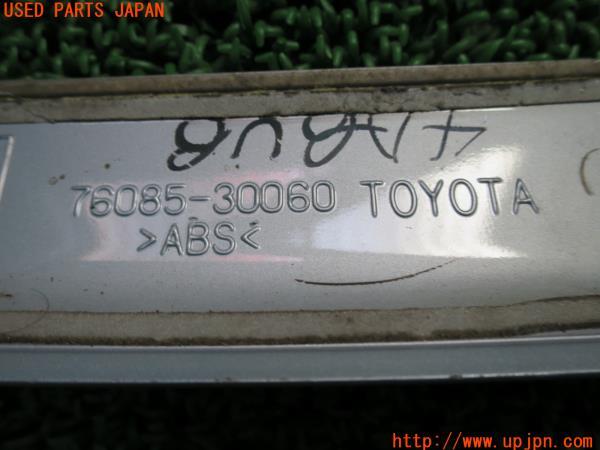 USED PARTS JAPAN
76085-30060 TOYOTA
>ABS<
http://www.upjpn.com/